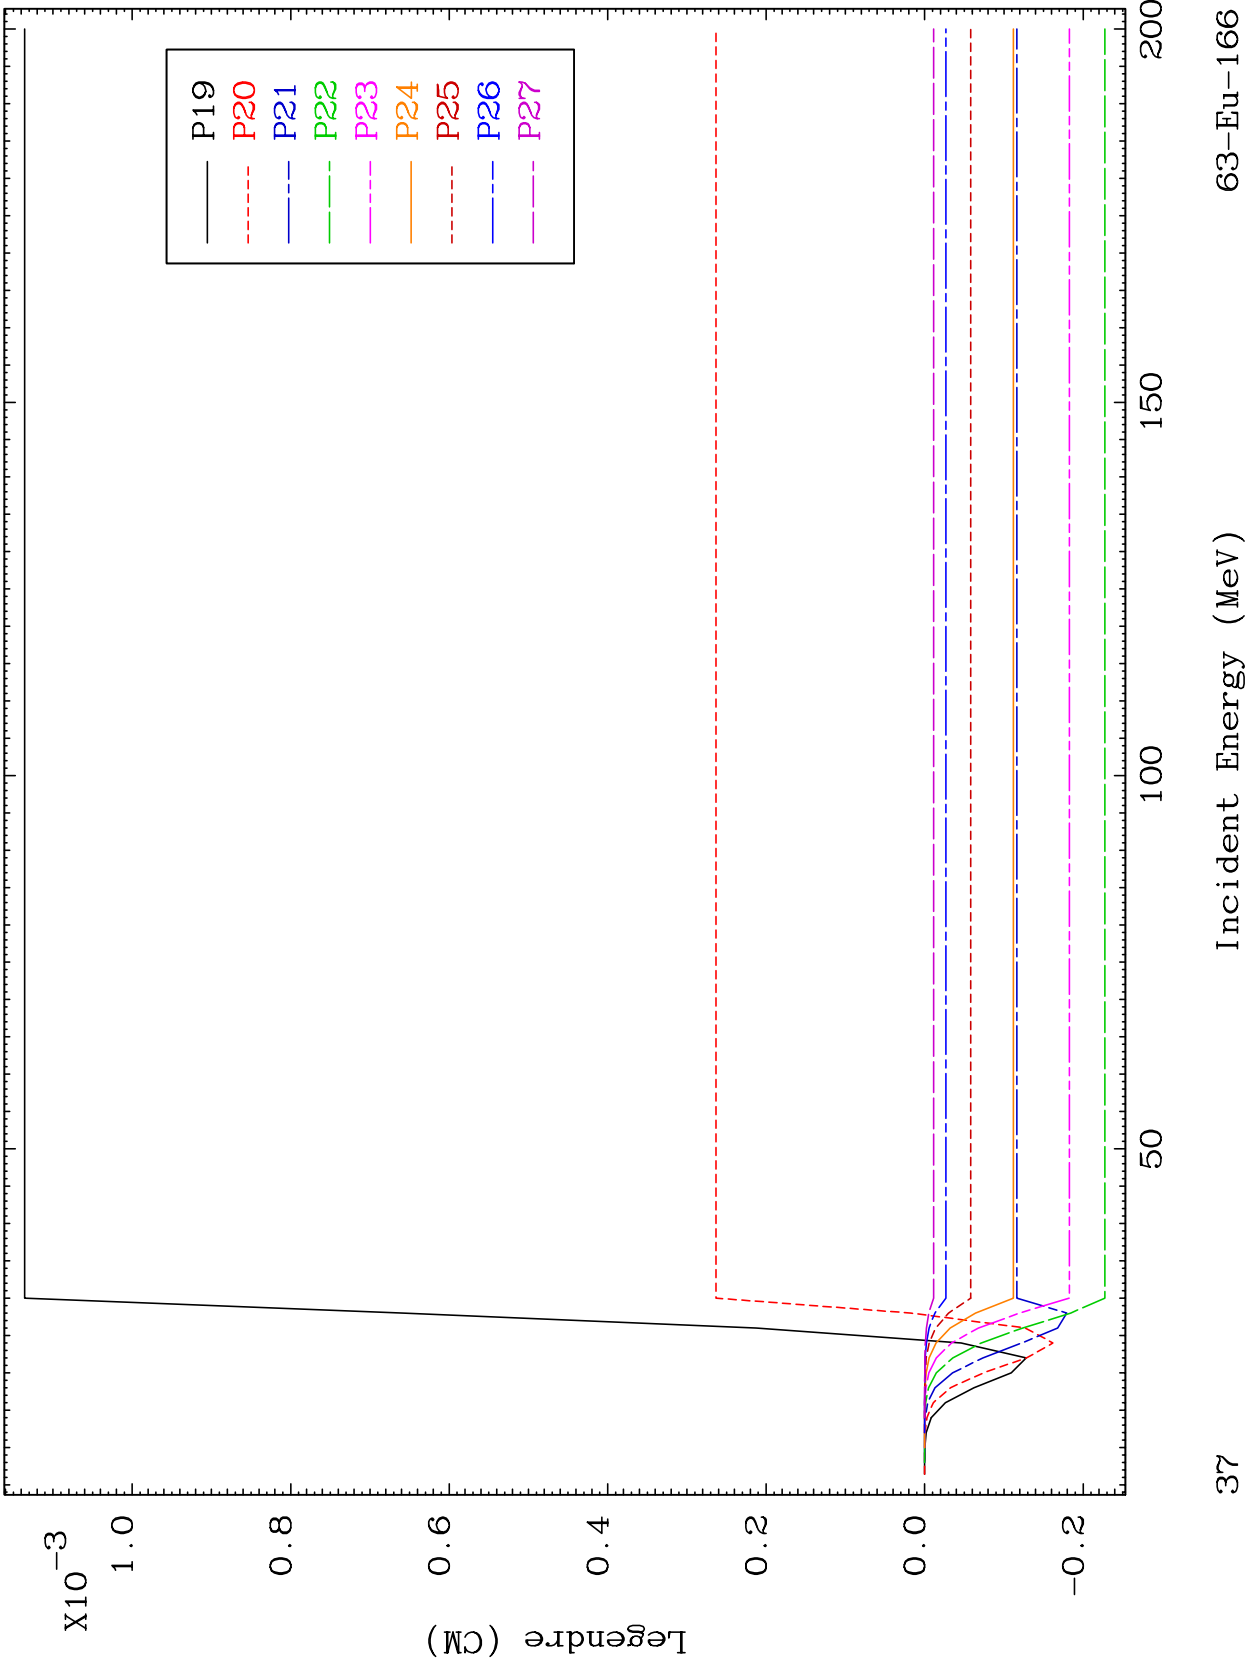 X10-3
1.0
0.8
0.6
0.4
0.2
0.0
-0.2
Legendre (CM)
P19
P20
P21
P22
P23
P24
P25
P26
P27
50
100
150
200
Incident Energy (MeV)
37
63-Eu-166